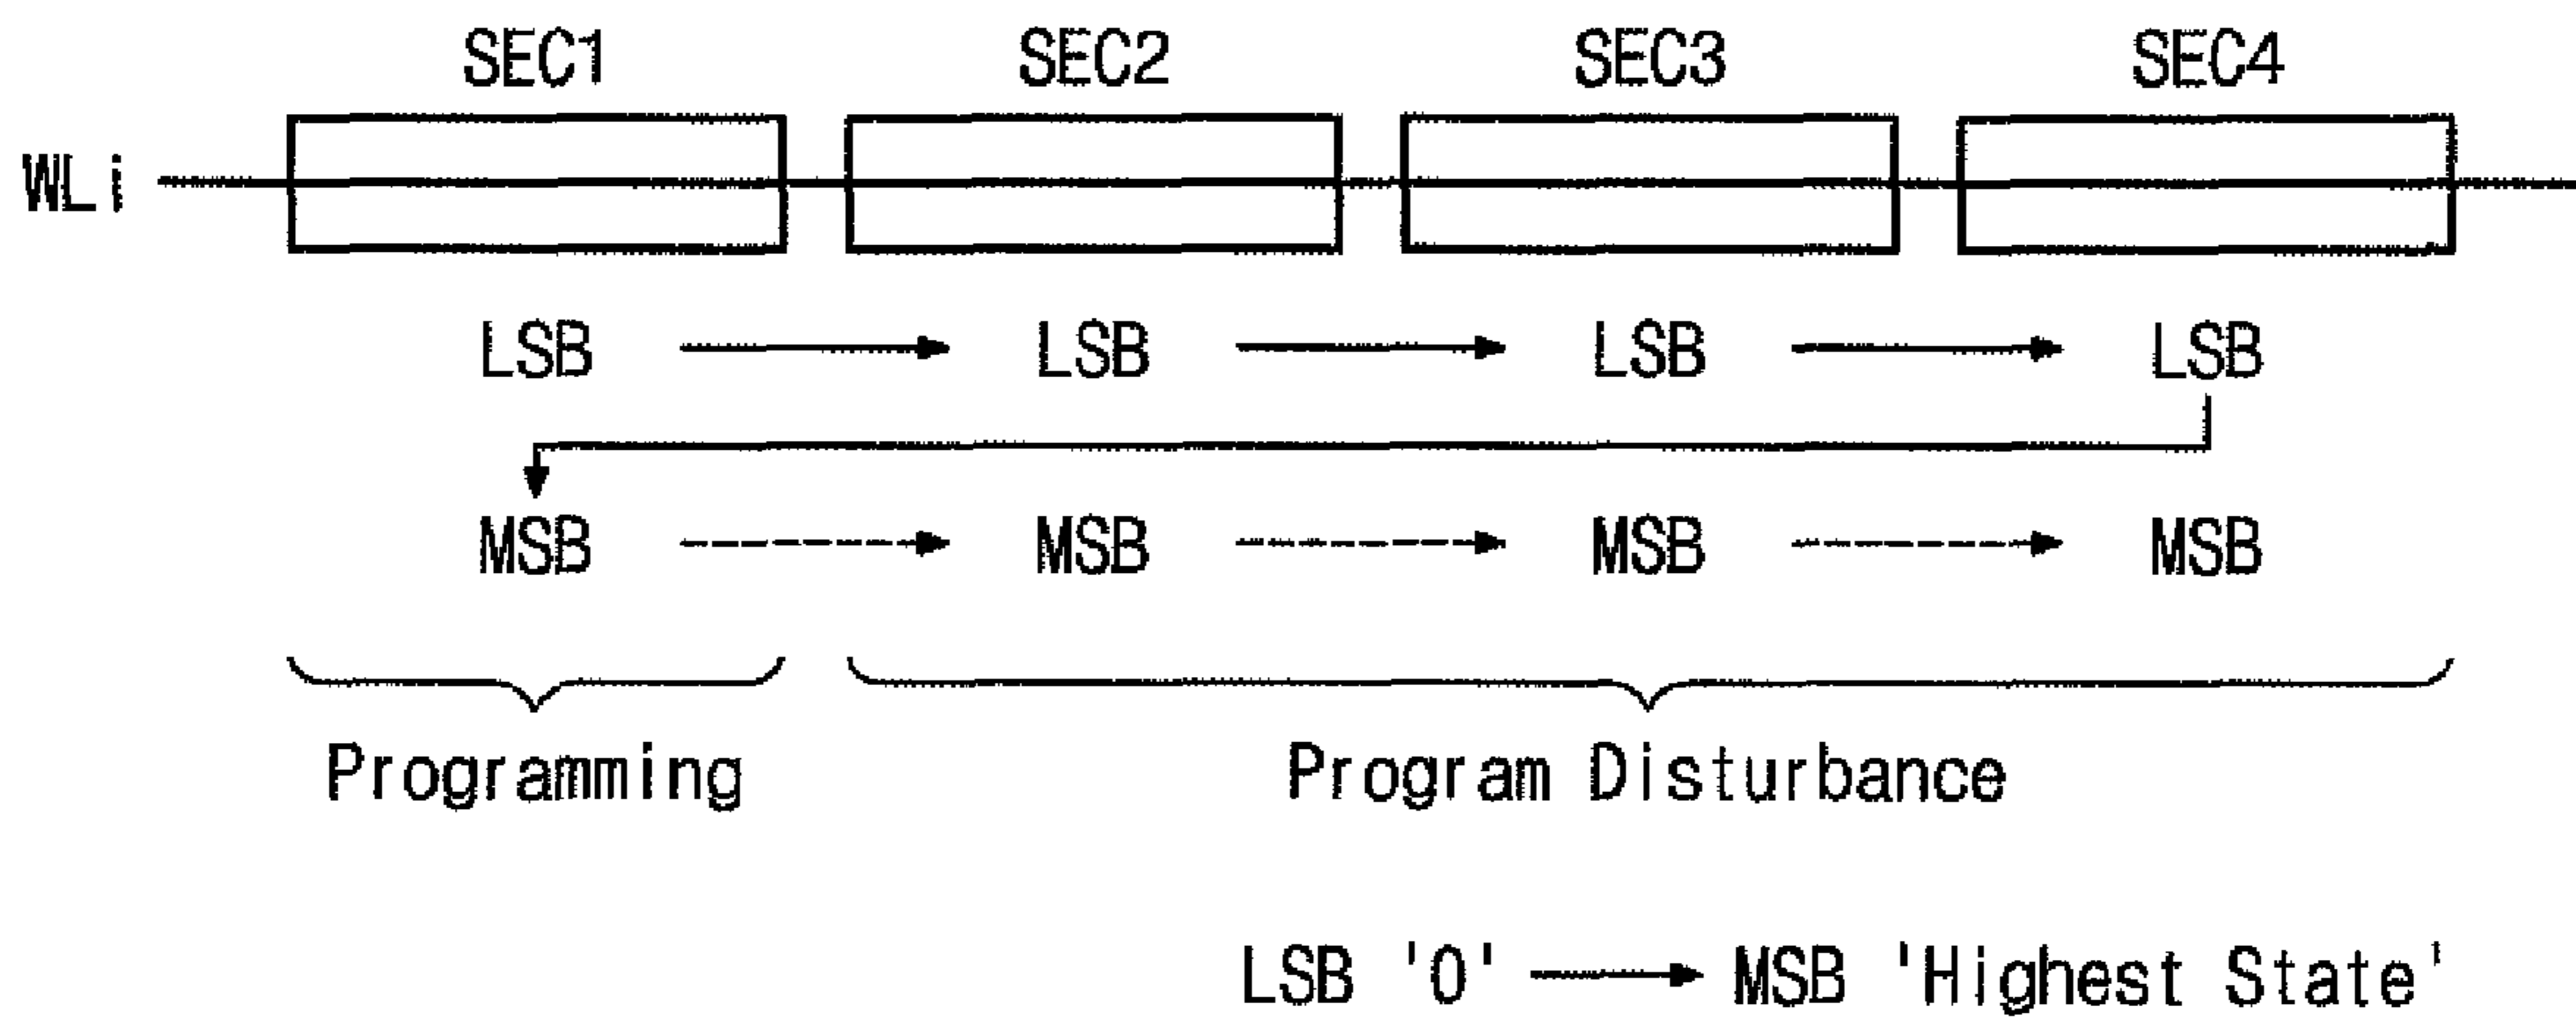 SEC1 SEC2 SEC3 SEC4
WLi
LSB LSB LSB LSB
MSB MSB MSB MSB
Programming Program Disturbance
LSB '0' MSB 'Highest State'